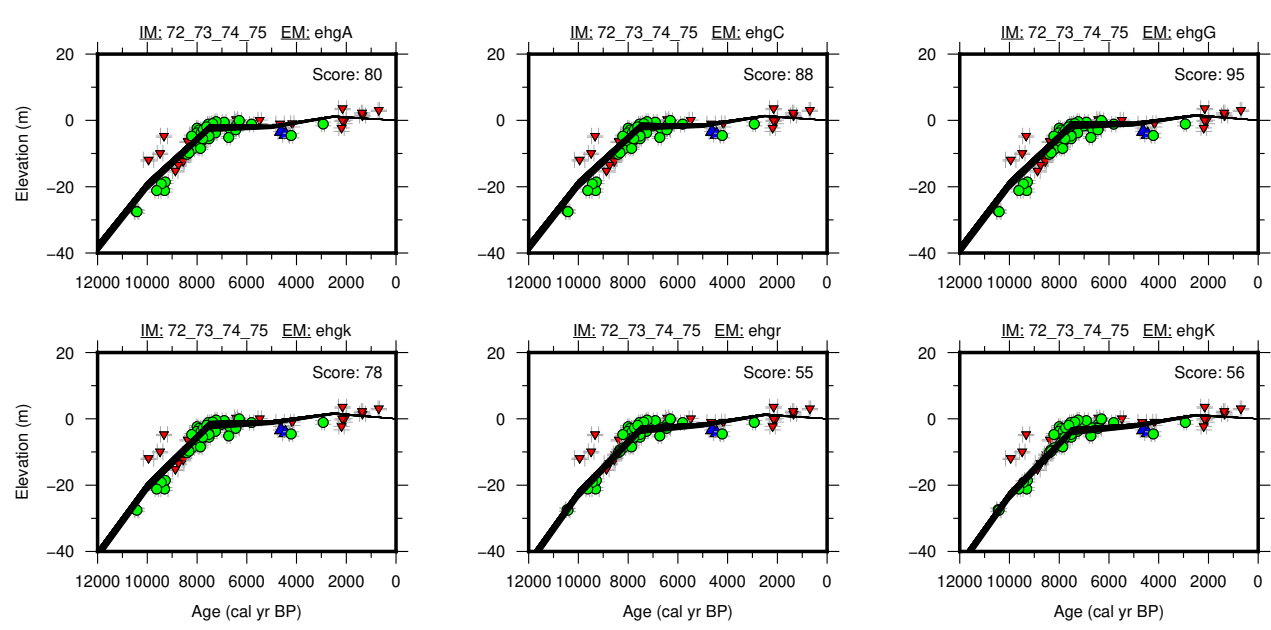 IM: 72_73_74_75 EM: ehgA
20
Score: 80
0
−20
−40
Elevation (m)
12000 10000 8000 6000 4000 2000 0
IM: 72_73_74_75 EM: ehgC
20
Score: 88
0
−20
−40
12000 10000 8000 6000 4000 2000 0
IM: 72_73_74_75 EM: ehgG
20
Score: 95
0
−20
−40
12000 10000 8000 6000 4000 2000 0
IM: 72_73_74_75 EM: ehgk
20
Score: 78
0
−20
−40
Elevation (m)
12000 10000 8000 6000 4000 2000 0
Age (cal yr BP)
IM: 72_73_74_75 EM: ehgr
20
Score: 55
0
−20
−40
12000 10000 8000 6000 4000 2000 0
Age (cal yr BP)
IM: 72_73_74_75 EM: ehgK
20
Score: 56
0
−20
−40
12000 10000 8000 6000 4000 2000 0
Age (cal yr BP)